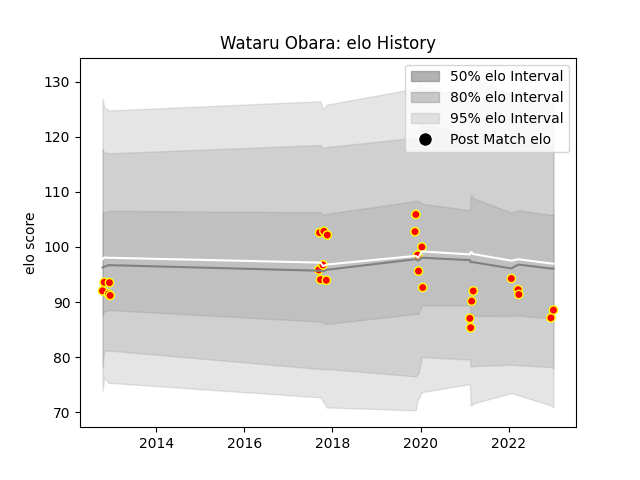 Wataru Obara: elo History
50% elo Interval
80% elo Interval
95% elo Interval
Post Match elo
elo score
130
120
110
100
90
80
70
2014
2016
2018
2020
2022